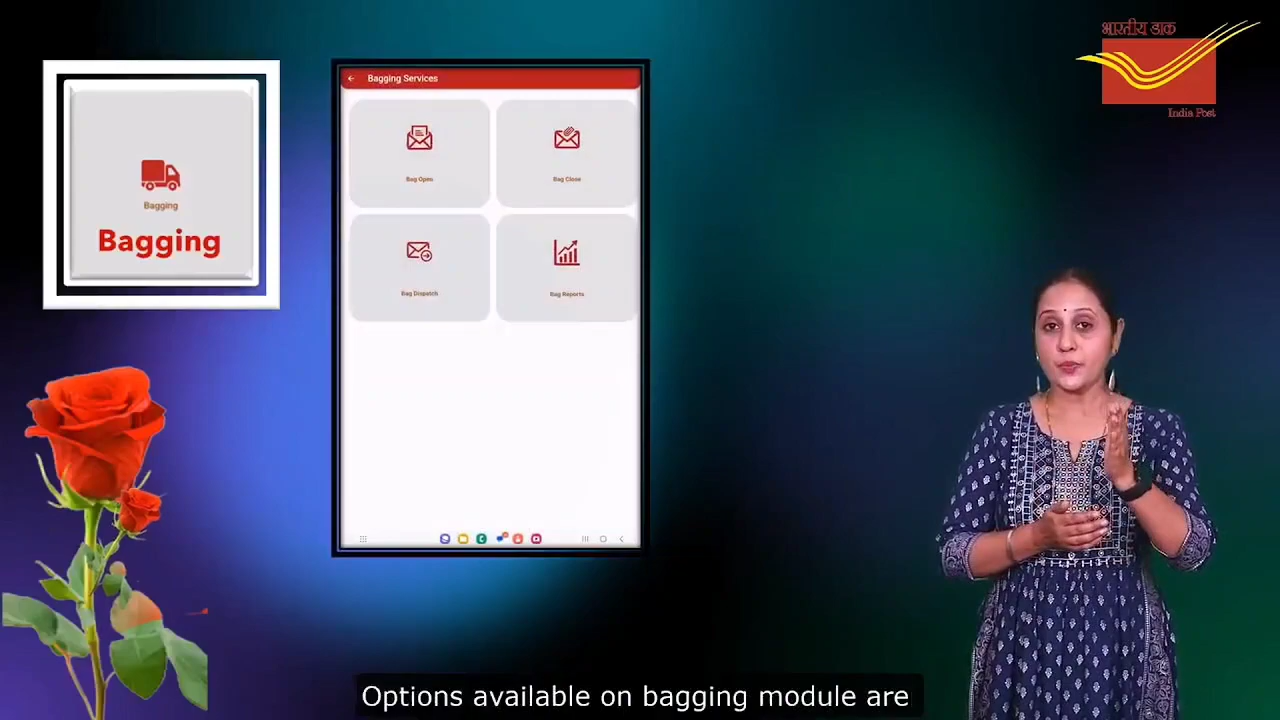 भारतीय डाक
India Post
Bagging Services
Bagging
Bagging
Bag Open
Bag Close
Bag Dispatch
Bag Reports
Options available on bagging module are